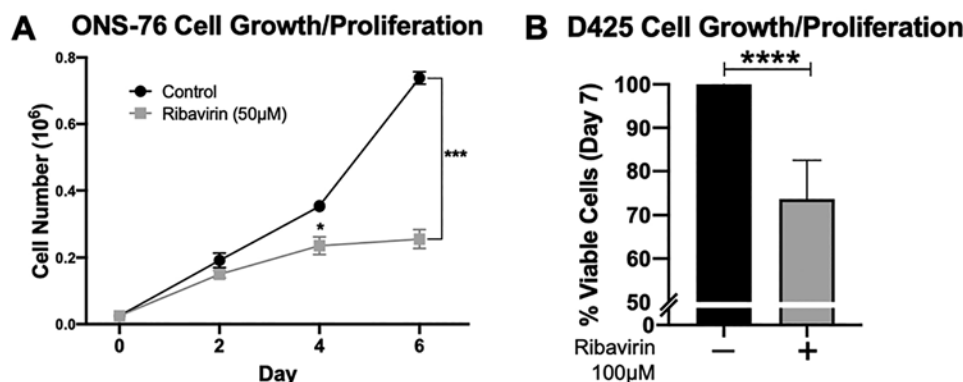 A ONS-76 Cell Growth/Proliferation
0.8
0.6
0.4
0.2
0.0
Cell Number (10⁶)
Control
Ribavirin (50µM)
*
***
0 2 4 6
Day
B D425 Cell Growth/Proliferation
****
100
90
80
70
60
50
0
% Viable Cells (Day 7)
Ribavirin — +
100µM